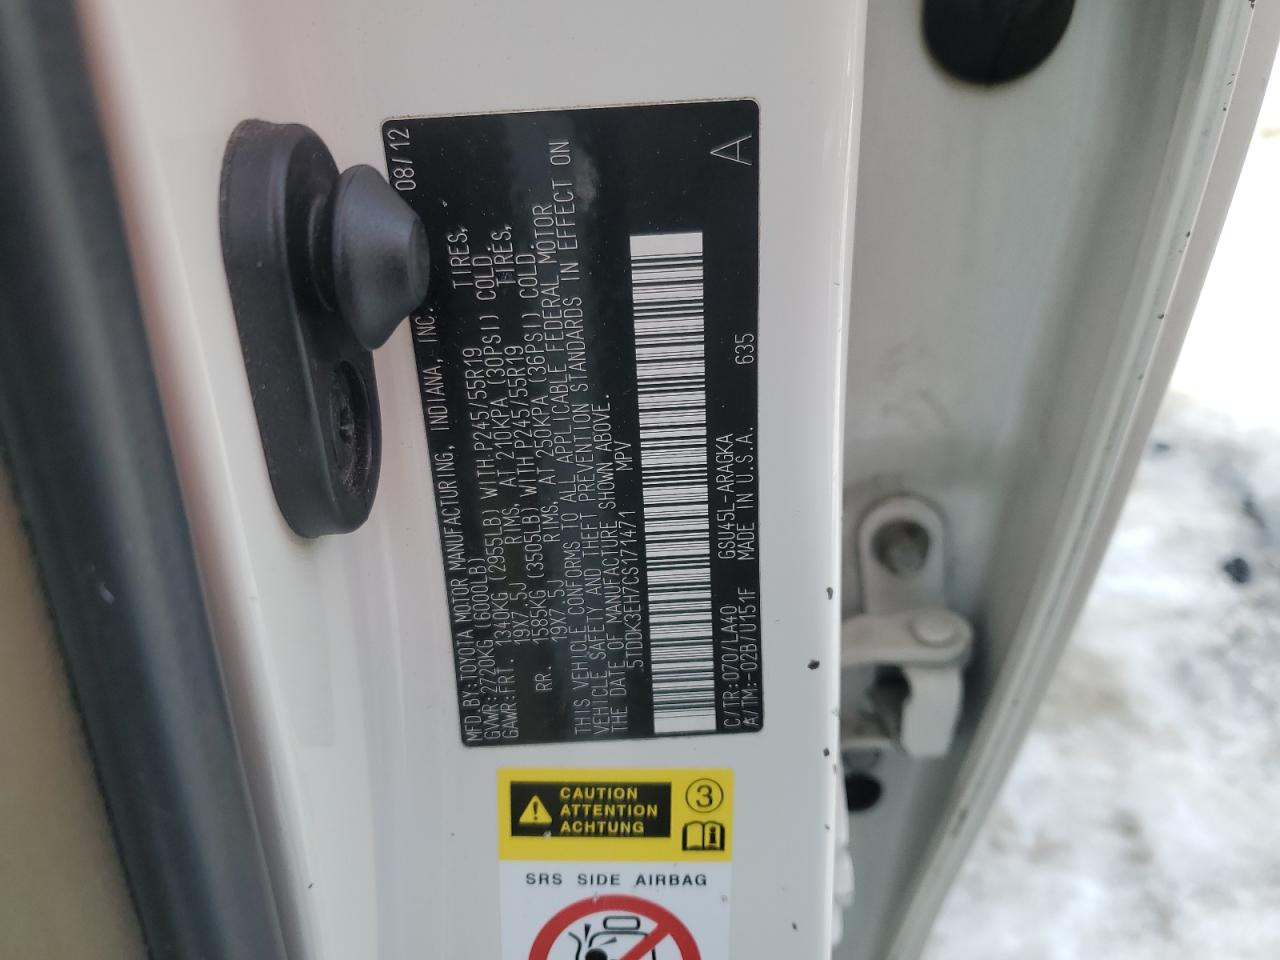 MFD.BY:TOYOTA MOTOR MANUFACTURING, INDIANA, INC. 08/12
GVWR:2720KG (6000LB)
GAWR:FRT. 1340KG (2955LB) WITH P245/55R19 TIRES,
19X7.5J RIMS, AT 210KPA (30PSI) COLD.
RR. 1585KG (3505LB) WITH P245/55R19 TIRES,
19X7.5J RIMS, AT 250KPA (36PSI) COLD.
THIS VEHICLE CONFORMS TO ALL APPLICABLE FEDERAL MOTOR
VEHICLE SAFETY AND THEFT PREVENTION STANDARDS IN EFFECT ON
THE DATE OF MANUFACTURE SHOWN ABOVE.
5TDDK3EH7CS171471 MPV
A
C/TR:070/LA40 GSU45L-ARAGKA
A/TM:-02B/U151F MADE IN U.S.A. 635
CAUTION
ATTENTION
ACHTUNG
3
SRS SIDE AIRBAG